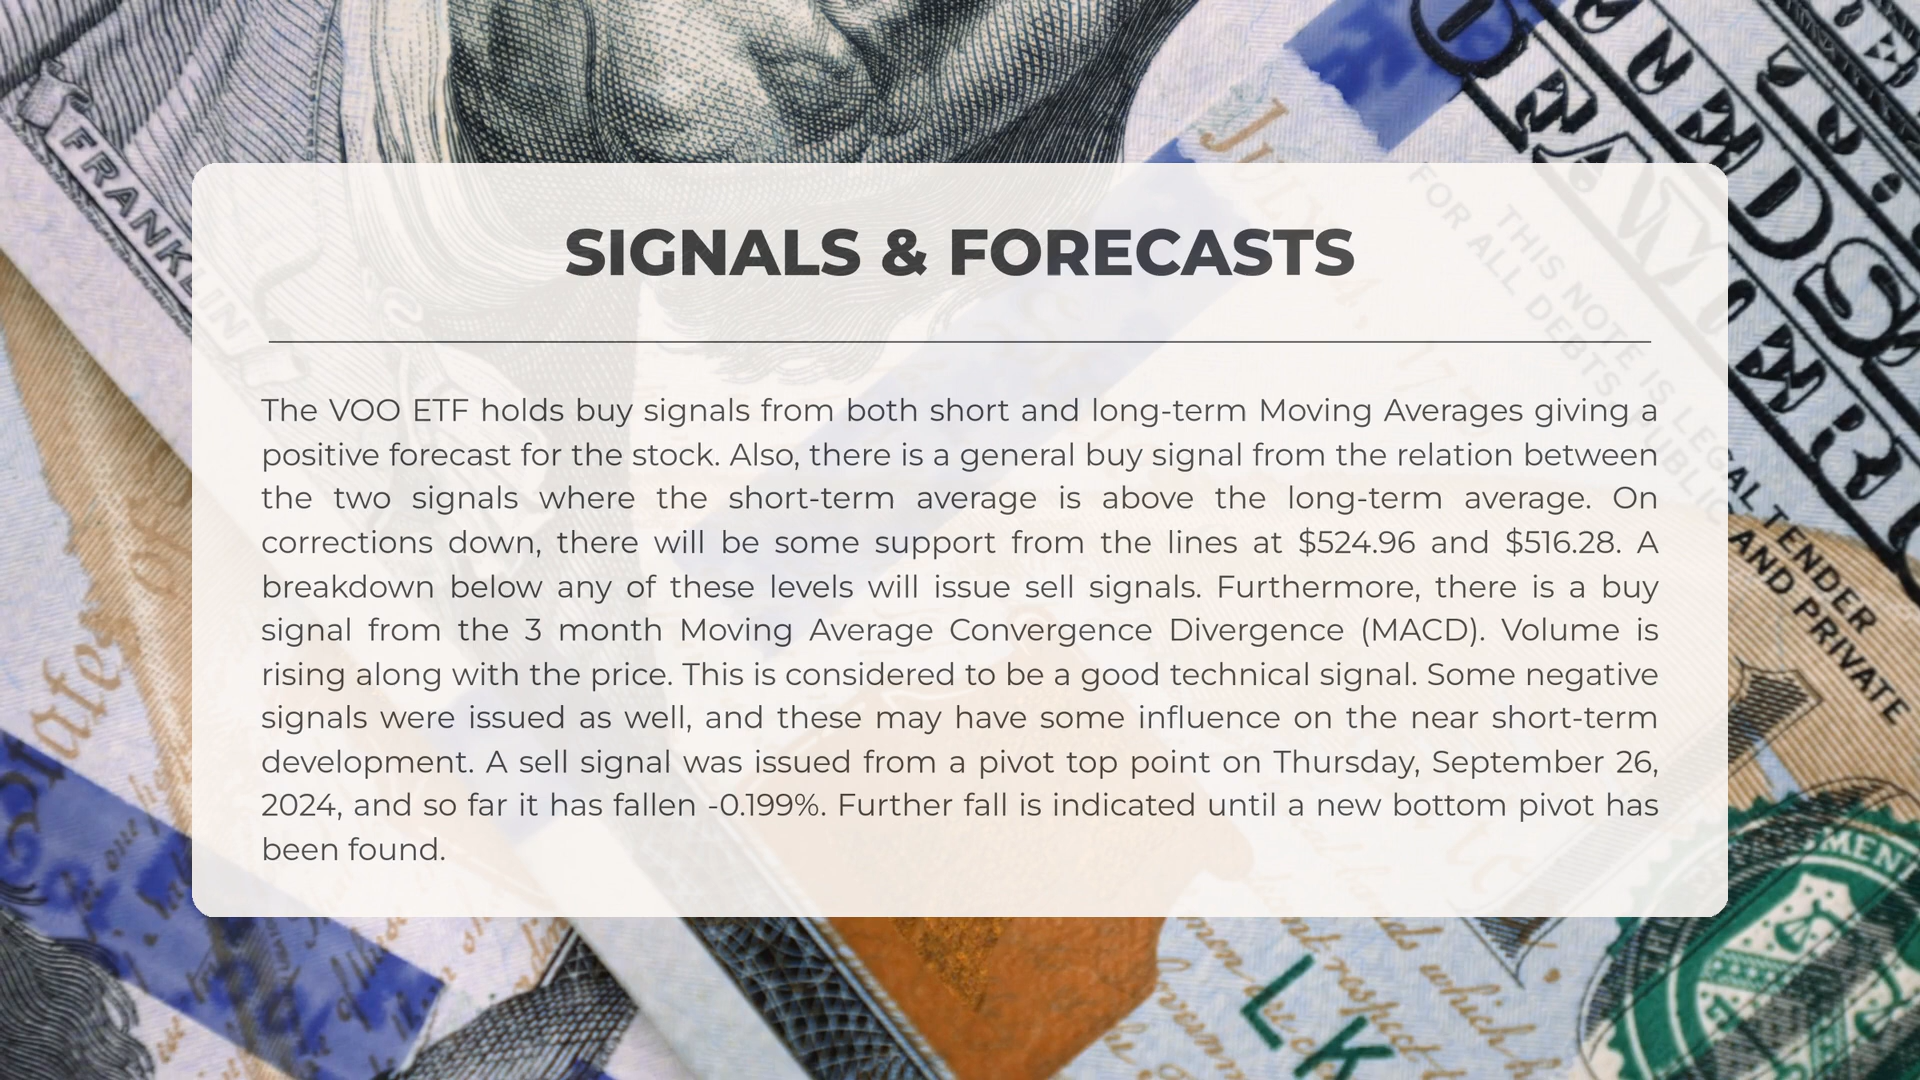 FRANKLIN
July 4, 17
THIS NOTE IS LEGAL TENDER
FOR ALL DEBTS, PUBLIC AND PRIVATE
SIGNALS & FORECASTS
The VOO ETF holds buy signals from both short and long-term Moving Averages giving a
positive forecast for the stock. Also, there is a general buy signal from the relation between
the two signals where the short-term average is above the long-term average. On
corrections down, there will be some support from the lines at $524.96 and $516.28. A
breakdown below any of these levels will issue sell signals. Furthermore, there is a buy
signal from the 3 month Moving Average Convergence Divergence (MACD). Volume is
rising along with the price. This is considered to be a good technical signal. Some negative
signals were issued as well, and these may have some influence on the near short-term
development. A sell signal was issued from a pivot top point on Thursday, September 26,
2024, and so far it has fallen -0.199%. Further fall is indicated until a new bottom pivot has
been found.
L K